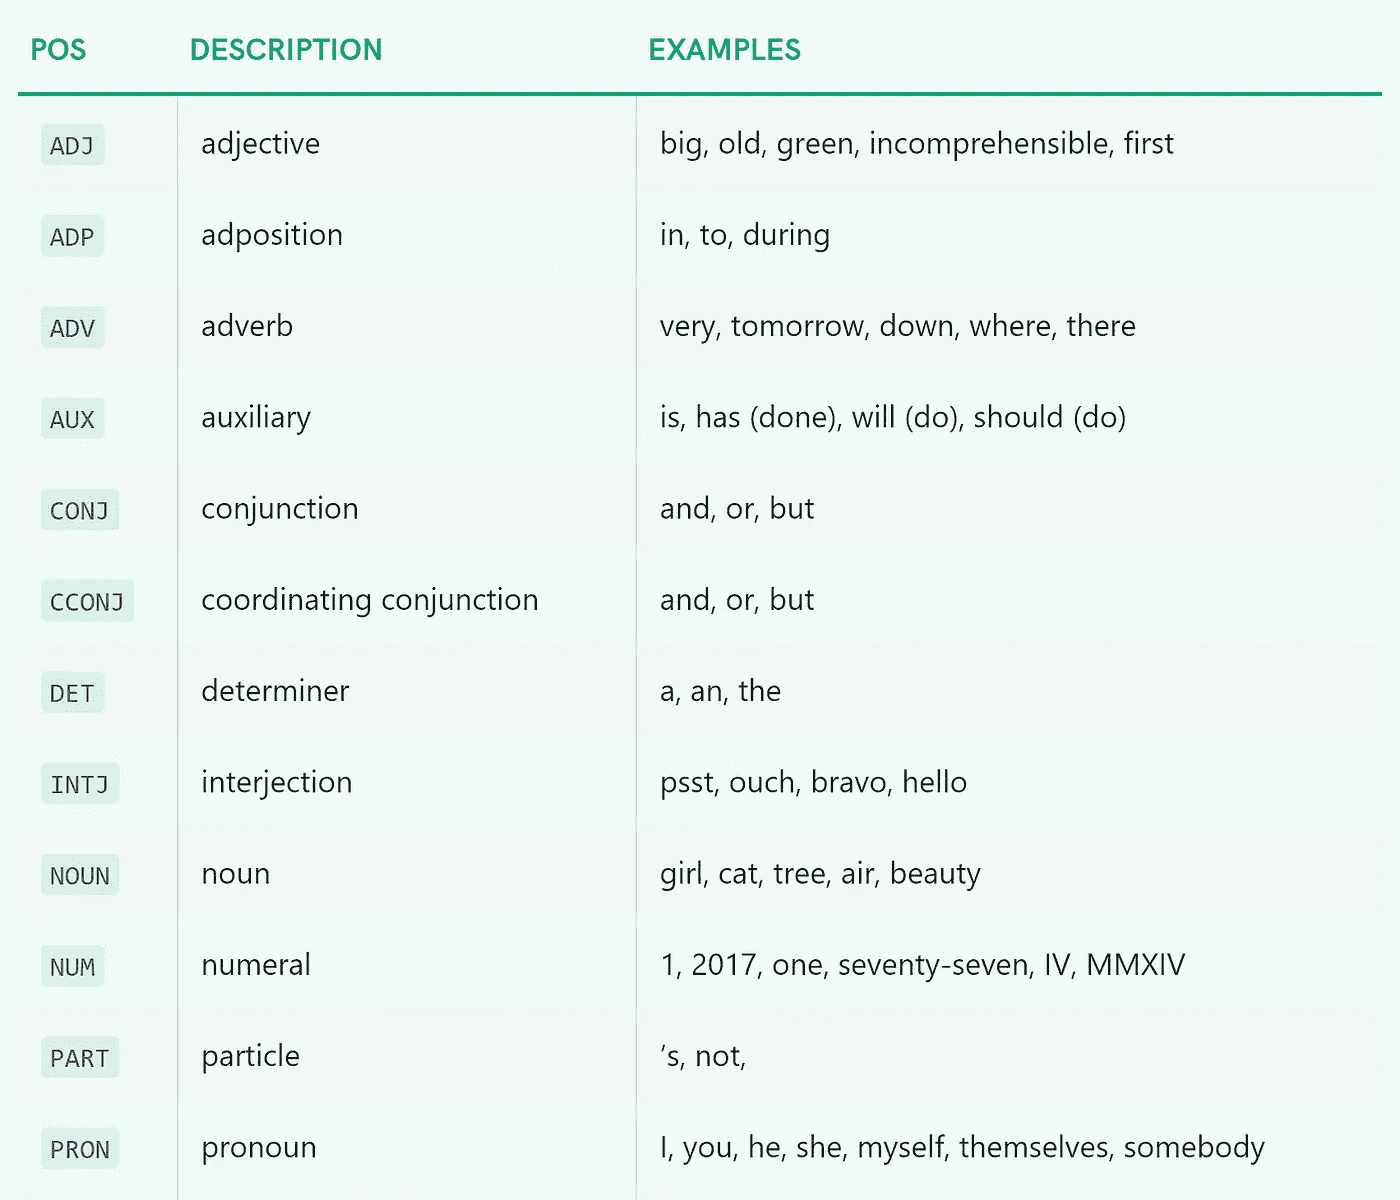 POS DESCRIPTION EXAMPLES
ADJ adjective big, old, green, incomprehensible, first
ADP adposition in, to, during
ADV adverb very, tomorrow, down, where, there
AUX auxiliary is, has (done), will (do), should (do)
CONJ conjunction and, or, but
CCONJ coordinating conjunction and, or, but
DET determiner a, an, the
INTJ interjection psst, ouch, bravo, hello
NOUN noun girl, cat, tree, air, beauty
NUM numeral 1, 2017, one, seventy-seven, IV, MMXIV
PART particle ’s, not,
PRON pronoun I, you, he, she, myself, themselves, somebody